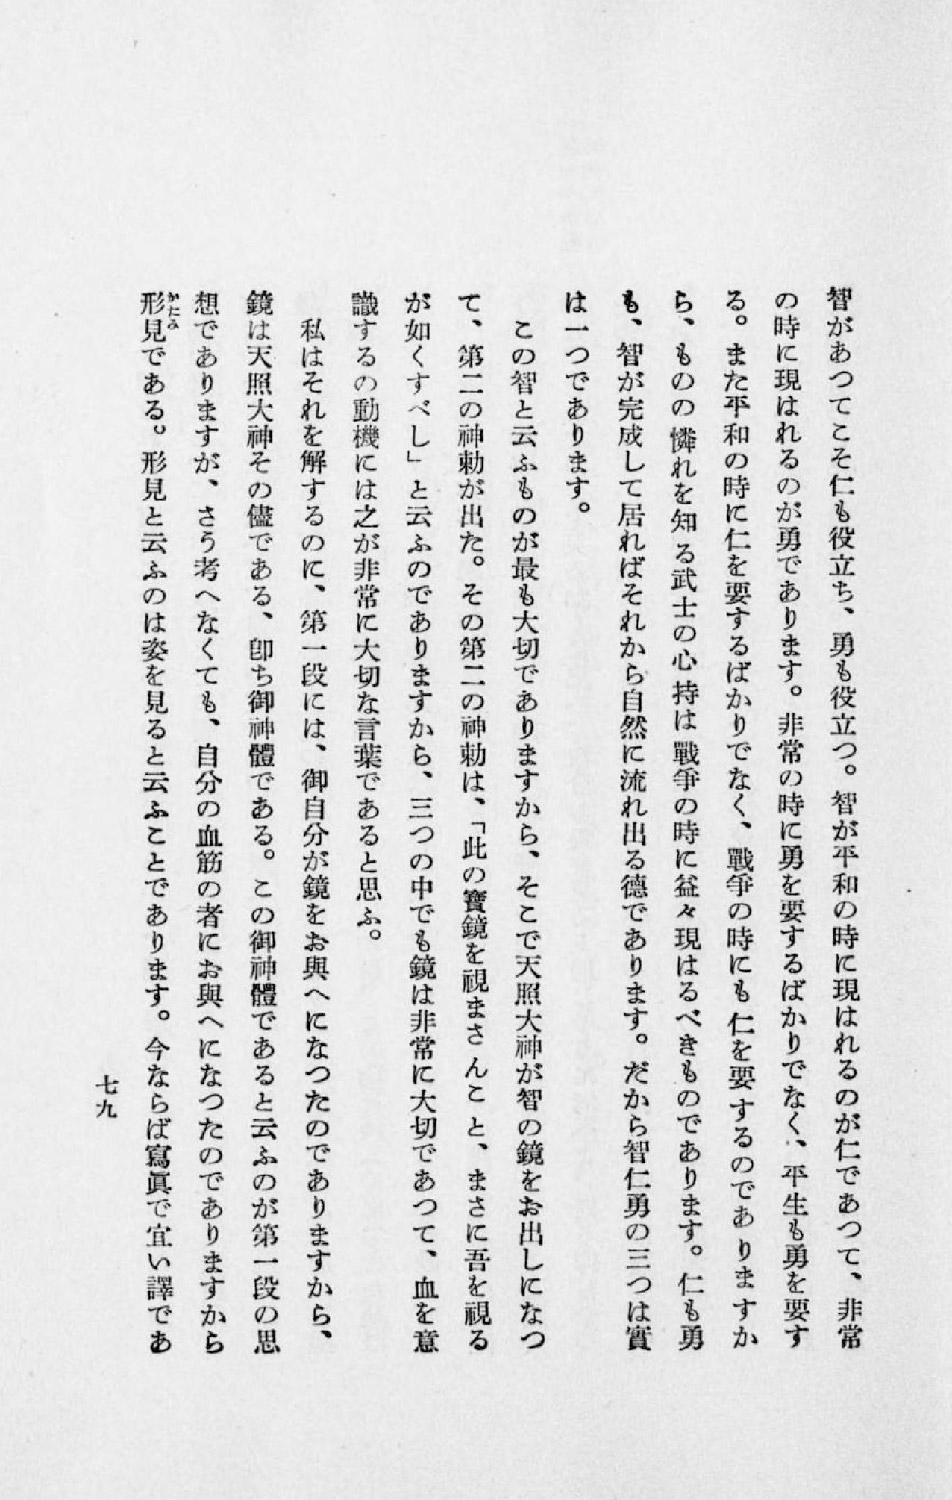 智があつてこそ仁も役立ち、勇も役立つ。智が平和の時に現はれるのが仁であつて、非常
の時に現はれるのが勇であります。非常の時に勇を要するばかりでなく、平生も勇を要す
る。また平和の時に仁を要するばかりでなく、戰爭の時にも仁を要するのでありますか
ら、ものの憐れを知る武士の心持は戰爭の時に益々現はるべきものであります。仁も勇
も、智が完成して居ればそれから自然に流れ出る德であります。だから智仁勇の三つは實
は一つであります。
この智と云ふものが最も大切でありますから、そこで天照大神が智の鏡をお出しになつ
て、第二の神勅が出た。その第二の神勅は、「此の寶鏡を視まさんこと、まさに吾を視る
が如くすべし」と云ふのでありますから、三つの中でも鏡は非常に大切であつて、血を意
識するの動機には之が非常に大切な言葉であると思ふ。
私はそれを解するのに、第一段には、御自分が鏡をお與へになつたのでありますから、
鏡は天照大神その儘である、卽ち御神體である。この御神體であると云ふのが第一段の思
想でありますが、さう考へなくても、自分の血筋の者にお與へになつたのでありますから
形見である。形見と云ふのは姿を見ると云ふことであります。今ならば寫眞で宜い譯であ
かたみ
七九